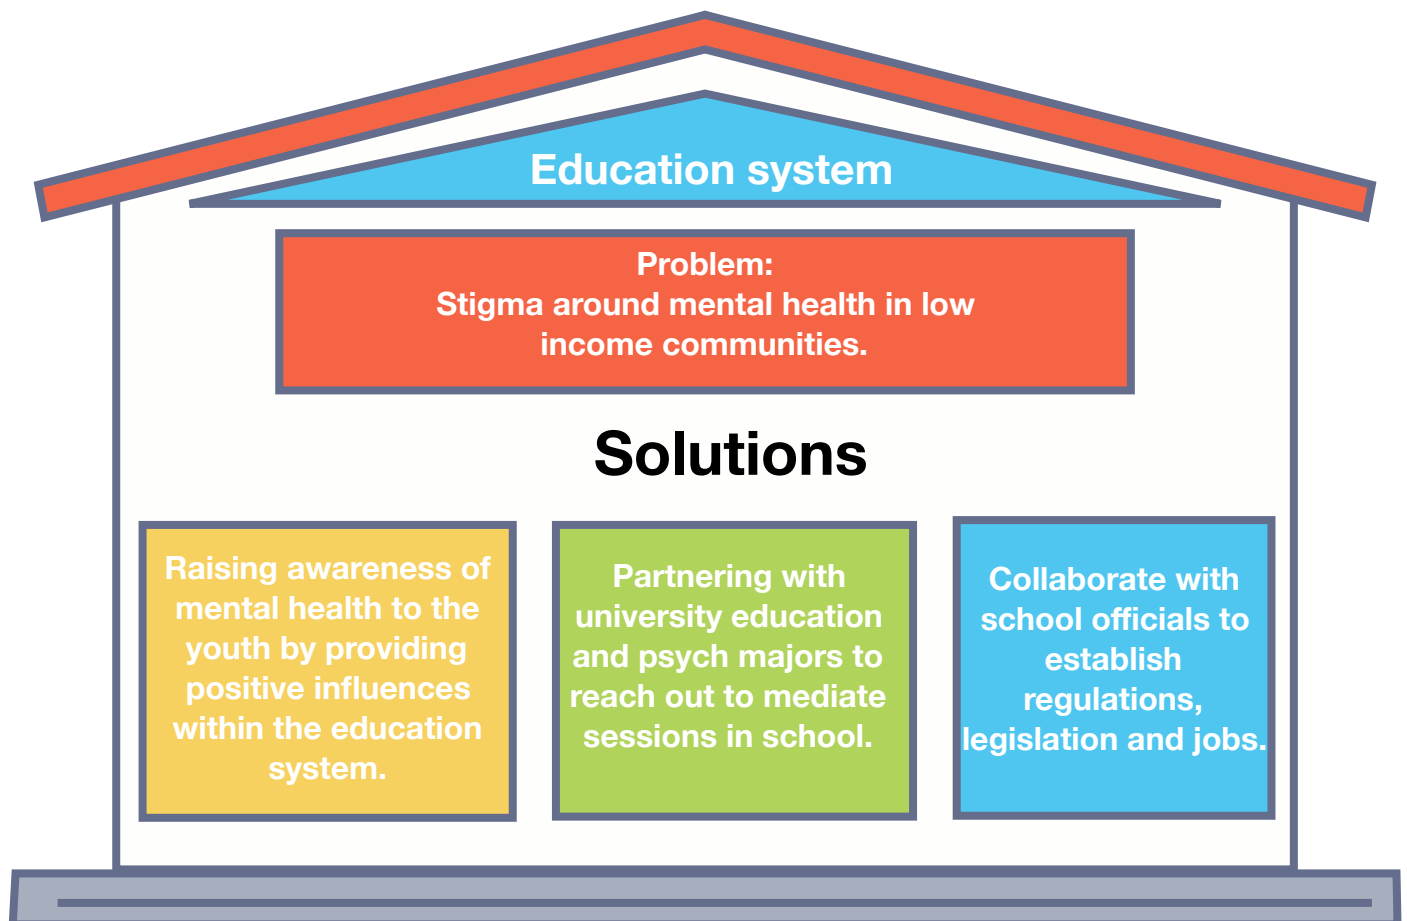 Education system
Problem:
Stigma around mental health in low
income communities.
Solutions
Raising awareness of
mental health to the
youth by providing
positive influences
within the education
system.
Partnering with
university education
and psych majors to
reach out to mediate
sessions in school.
Collaborate with
school officials to
establish
regulations,
legislation and jobs.